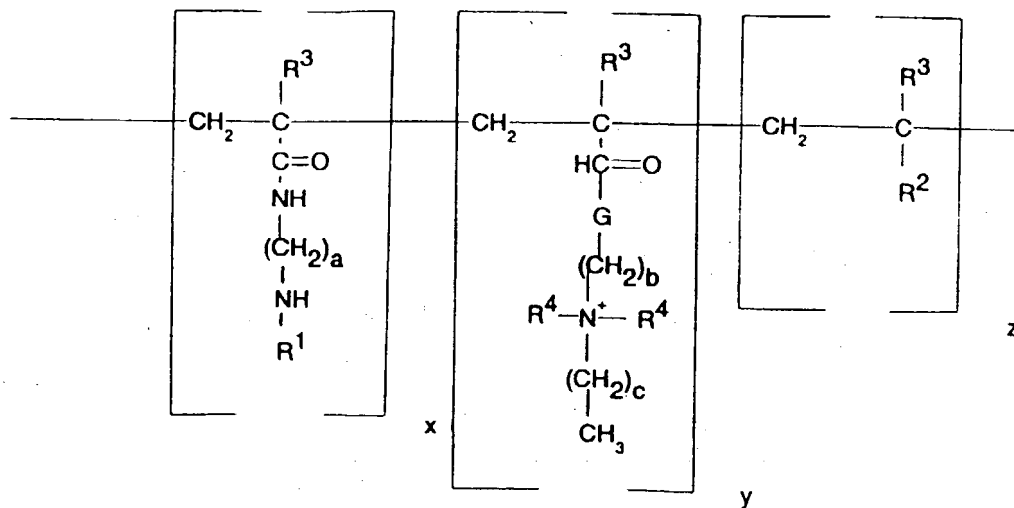 R³ R³ R³
CH₂ C CH₂ C CH₂ C
C=O HC=O R²
NH G
(CH₂)a (CH₂)b
NH R⁴ N⁺ R⁴
R¹ (CH₂)c
CH₃
x y z